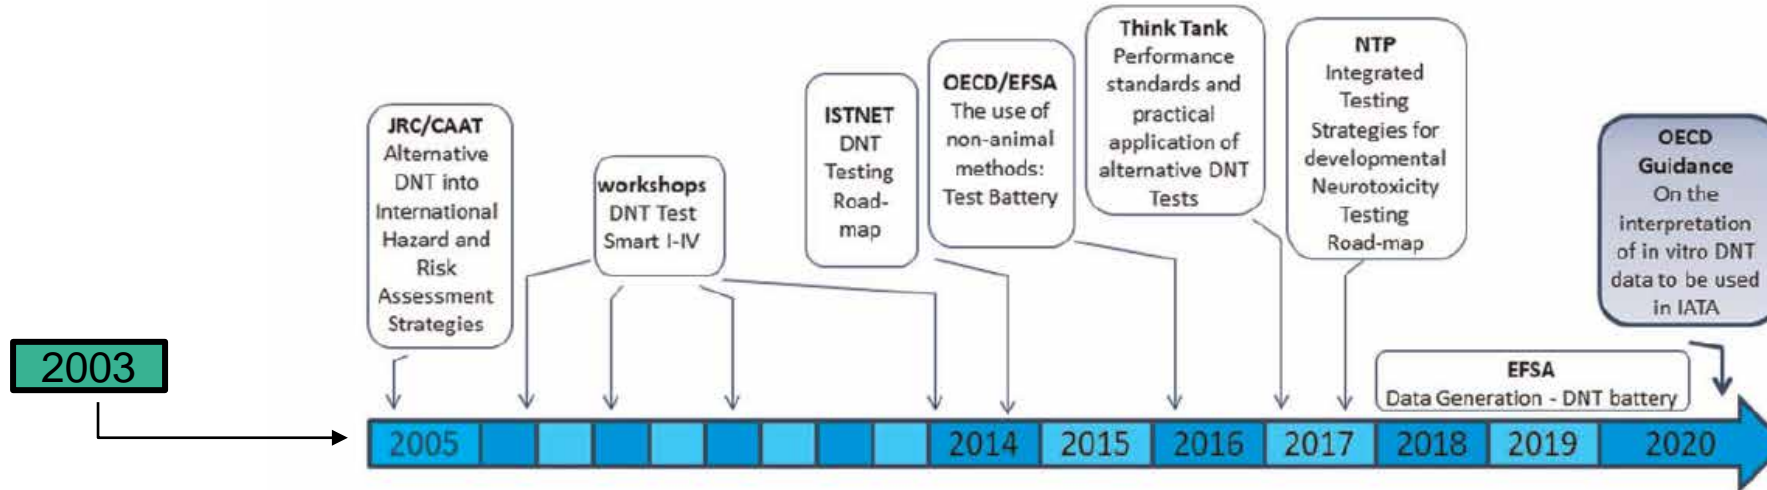 2003
JRC/CAAT
Alternative
DNT into
International
Hazard and
Risk
Assessment
Strategies
workshops
DNT Test
Smart I-IV
ISTNET
DNT
Testing
Road-
map
OECD/EFSA
The use of
non-animal
methods:
Test Battery
Think Tank
Performance
standards and
practical
application of
alternative DNT
Tests
NTP
Integrated
Testing
Strategies for
developmental
Neurotoxicity
Testing
Road-map
OECD
Guidance
On the
interpretation
of in vitro DNT
data to be used
in IATA
EFSA
Data Generation - DNT battery
2005
2014
2015
2016
2017
2018
2019
2020